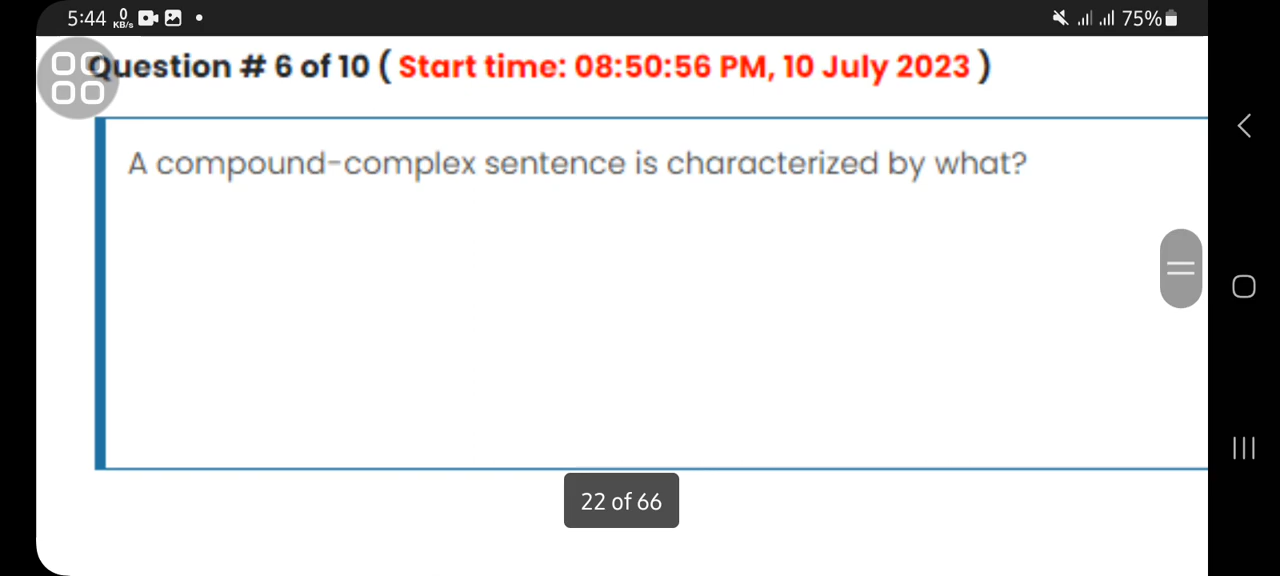 5:44 0 KB/s 75%
Question # 6 of 10 ( Start time: 08:50:56 PM, 10 July 2023 )
A compound-complex sentence is characterized by what?
22 of 66